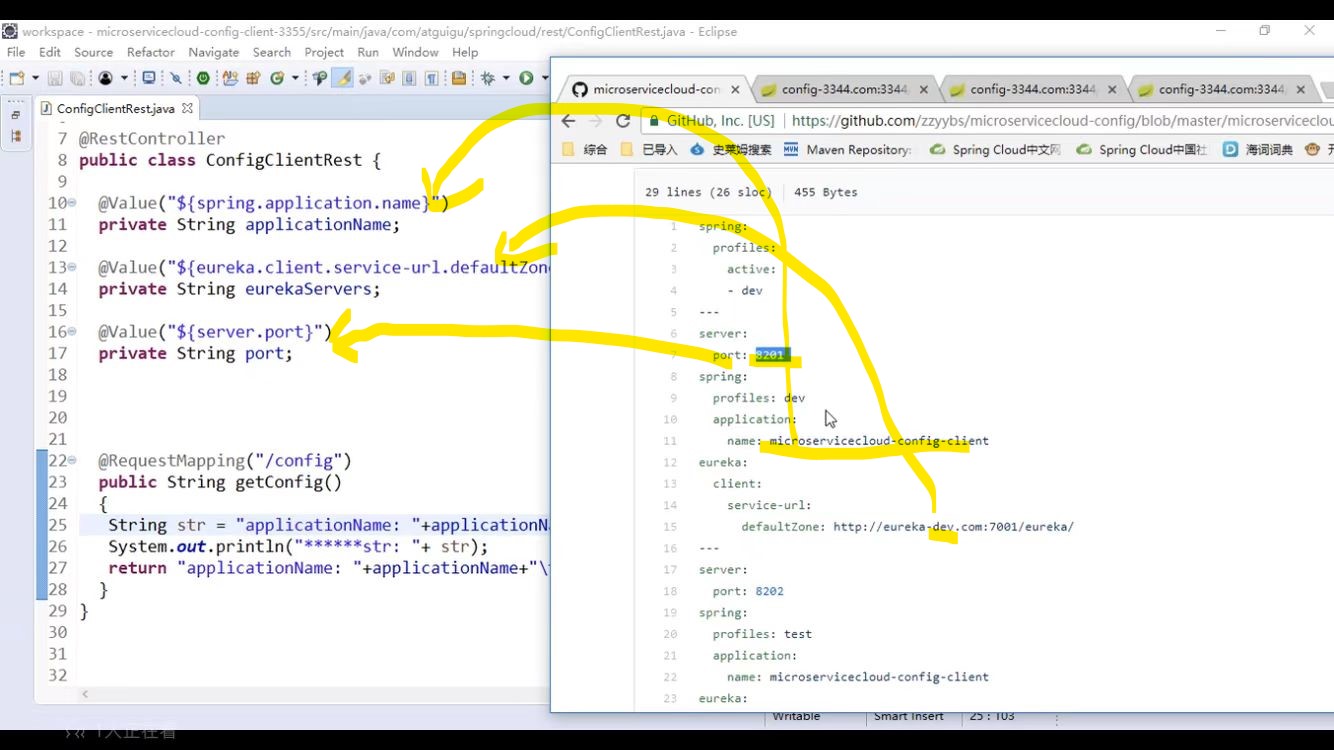 workspace - microservicecloud-config-client-3355/src/main/java/com/atguigu/springcloud/rest/ConfigClientRest.java - Eclipse
File Edit Source Refactor Navigate Search Project Run Window Help
ConfigClientRest.java
7 @RestController
8 public class ConfigClientRest {
9
10 @Value("${spring.application.name}")
11 private String applicationName;
12
13 @Value("${eureka.client.service-url.defaultZone
14 private String eurekaServers;
15
16 @Value("${server.port}")
17 private String port;
18
19
20
21
22 @RequestMapping("/config")
23 public String getConfig()
24 {
25 String str = "applicationName: "+applicationN
26 System.out.println("******str: "+ str);
27 return "applicationName: "+applicationName+"\
28 }
29 }
30
31
32
microservicecloud-con config-3344.com:3344 config-3344.com:3344 config-3344.com:3344
GitHub, Inc. [US] https://github.com/zzyybs/microservicecloud-config/blob/master/microserviceclou
综合 已导入 史莱姆搜索 Maven Repository: Spring Cloud中文网 Spring Cloud中国社 海词词典
29 lines (26 sloc) 455 Bytes
1 spring:
2 profiles:
3 active:
4 - dev
5 ---
6 server:
7 port: 8201
8 spring:
9 profiles: dev
10 application:
11 name: microservicecloud-config-client
12 eureka:
13 client:
14 service-url:
15 defaultZone: http://eureka-dev.com:7001/eureka/
16 ---
17 server:
18 port: 8202
19 spring:
20 profiles: test
21 application:
22 name: microservicecloud-config-client
23 eureka:
Writable Smart Insert 25 : 103
1人正在看